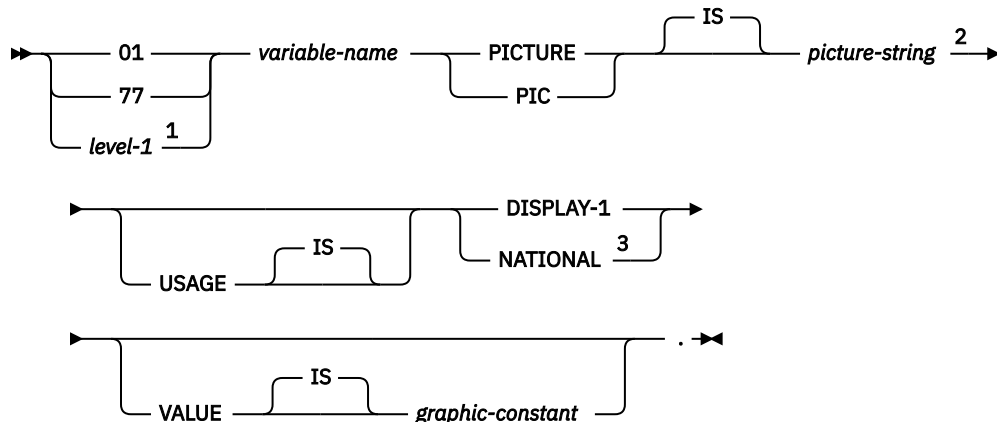 IS
01 variable-name PICTURE picture-string 2
77 PIC
level-1 1
DISPLAY-1
IS NATIONAL 3
USAGE
.
IS
VALUE graphic-constant